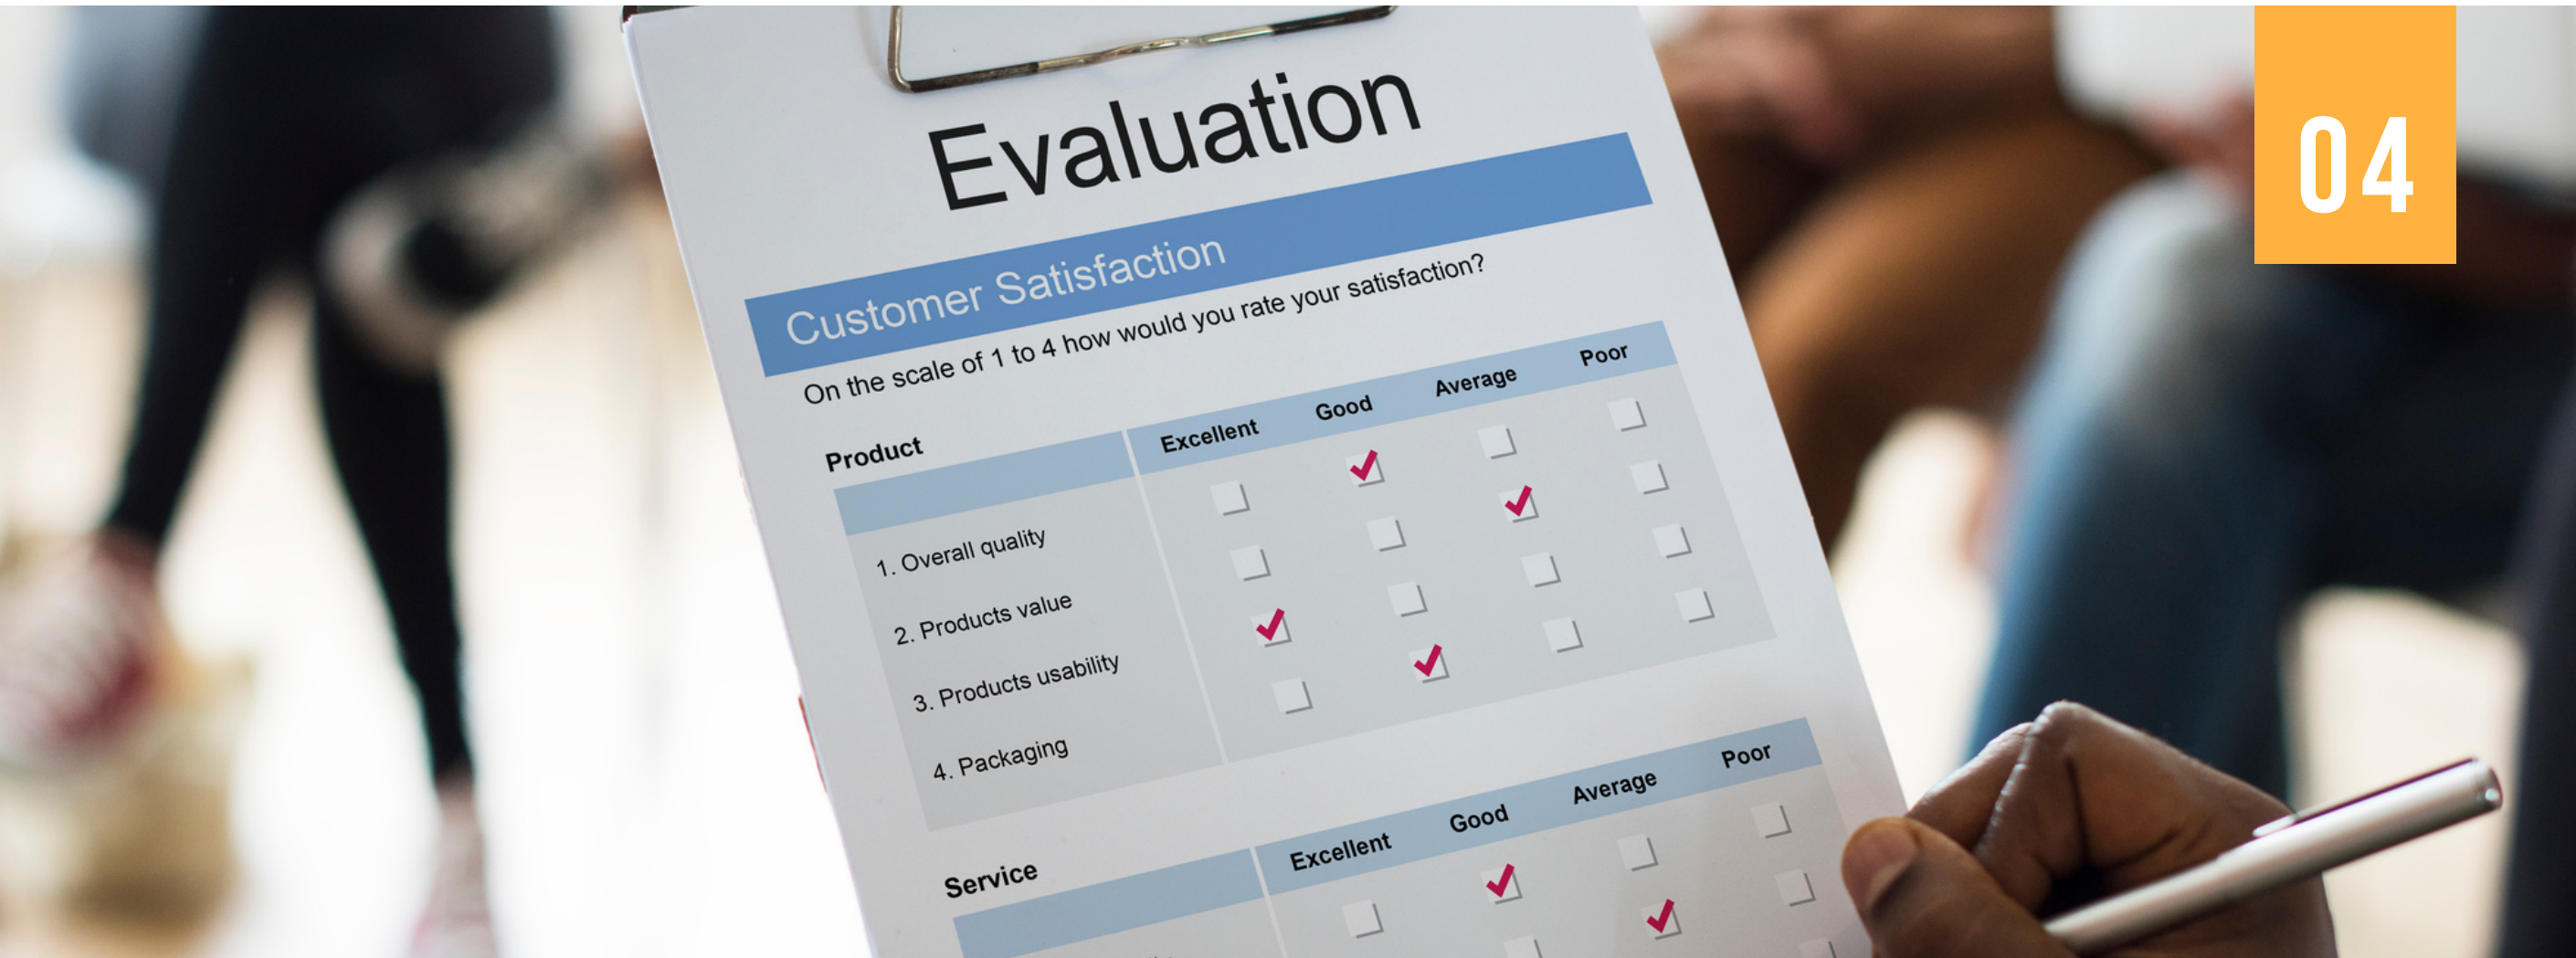 04
Evaluation
Customer Satisfaction
On the scale of 1 to 4 how would you rate your satisfaction?
Product
Excellent Good Average Poor
1. Overall quality
2. Products value
3. Products usability
4. Packaging
Service
Excellent Good Average Poor